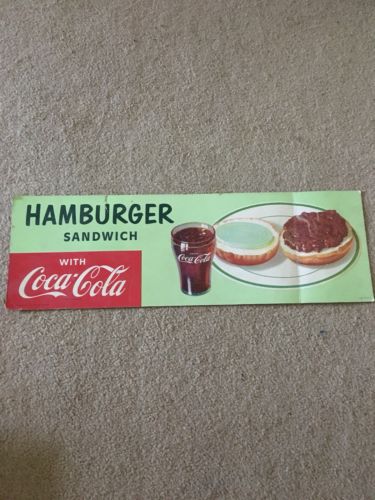 HAMBURGER
SANDWICH
WITH
Coca-Cola
Coca-Cola